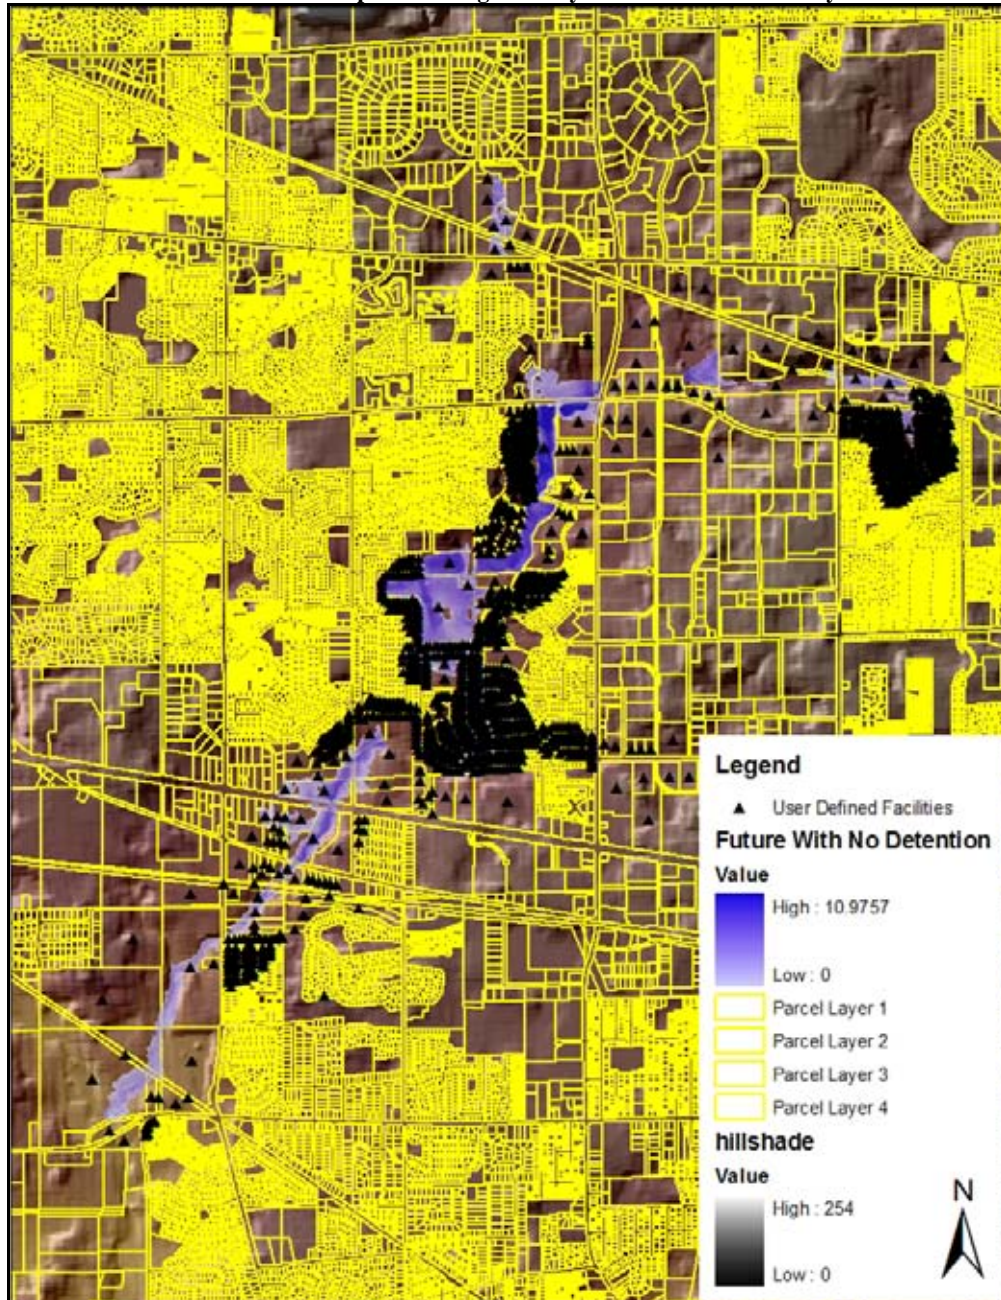 Legend
User Defined Facilities
Future With No Detention
Value
High : 10.9757
Low : 0
Parcel Layer 1
Parcel Layer 2
Parcel Layer 3
Parcel Layer 4
hillshade
Value
High : 254
Low : 0
N